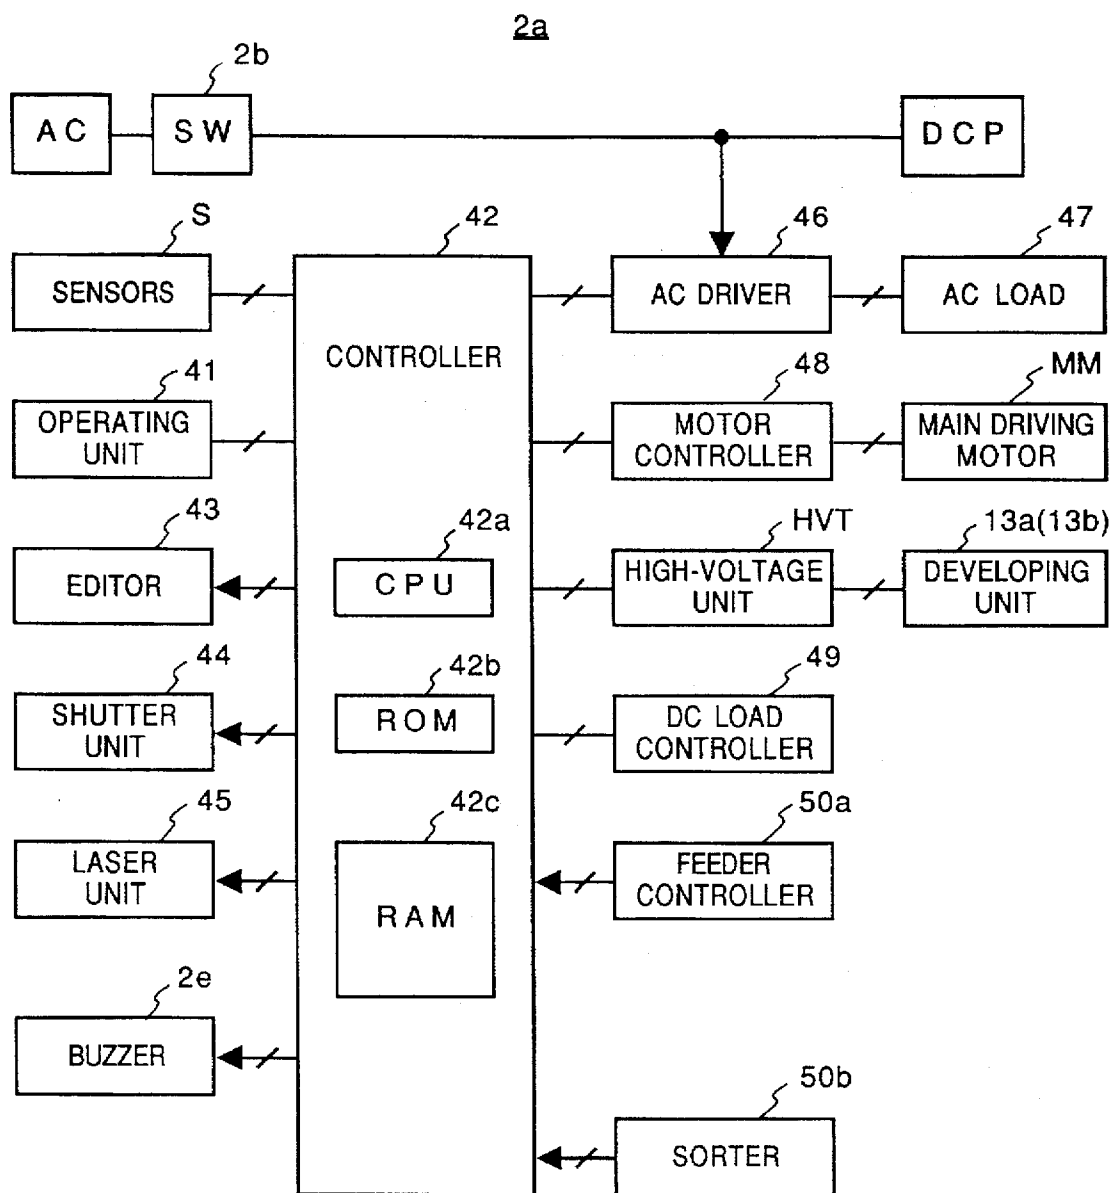 2a
2b
AC
SW
DCP
S
42
46
47
SENSORS
AC DRIVER
AC LOAD
CONTROLLER
41
48
MM
OPERATING
UNIT
MOTOR
CONTROLLER
MAIN DRIVING
MOTOR
43
42a
HVT
13a(13b)
EDITOR
CPU
HIGH-VOLTAGE
UNIT
DEVELOPING
UNIT
44
42b
49
SHUTTER
UNIT
ROM
DC LOAD
CONTROLLER
45
42c
50a
LASER
UNIT
RAM
FEEDER
CONTROLLER
2e
BUZZER
50b
SORTER